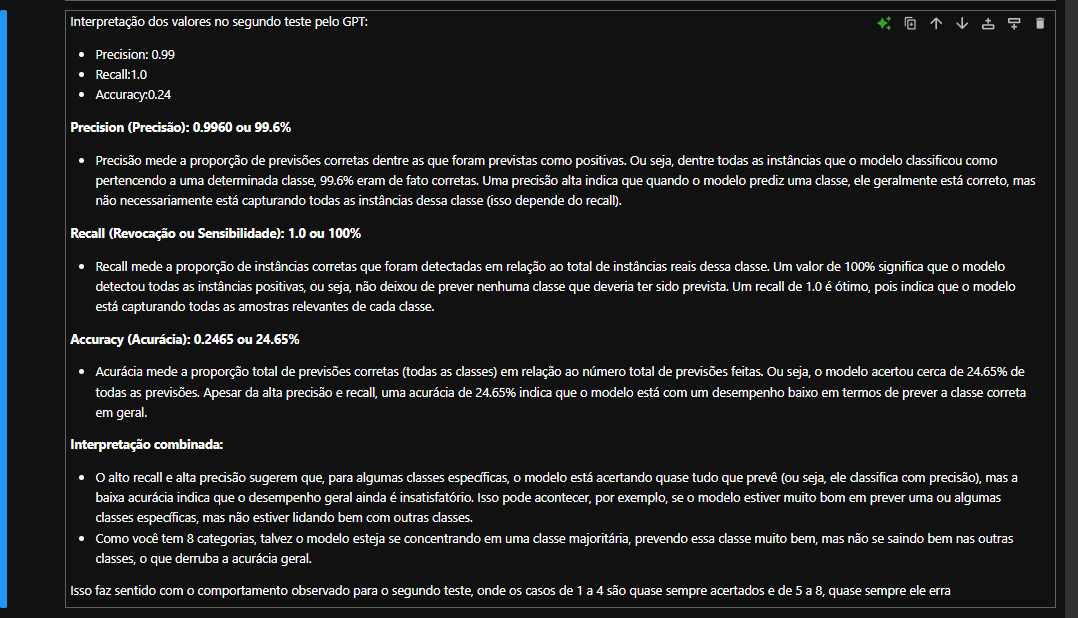 Interpretação dos valores no segundo teste pelo GPT:
• Precision: 0.99
• Recall:1.0
• Accuracy:0.24
Precision (Precisão): 0.9960 ou 99.6%
• Precisão mede a proporção de previsões corretas dentre as que foram previstas como positivas. Ou seja, dentre todas as instâncias que o modelo classificou como
pertencendo a uma determinada classe, 99.6% eram de fato corretas. Uma precisão alta indica que quando o modelo prediz uma classe, ele geralmente está correto, mas
não necessariamente está capturando todas as instâncias dessa classe (isso depende do recall).
Recall (Revocação ou Sensibilidade): 1.0 ou 100%
• Recall mede a proporção de instâncias corretas que foram detectadas em relação ao total de instâncias reais dessa classe. Um valor de 100% significa que o modelo
detectou todas as instâncias positivas, ou seja, não deixou de prever nenhuma classe que deveria ter sido prevista. Um recall de 1.0 é ótimo, pois indica que o modelo
está capturando todas as amostras relevantes de cada classe.
Accuracy (Acurácia): 0.2465 ou 24.65%
• Acurácia mede a proporção total de previsões corretas (todas as classes) em relação ao número total de previsões feitas. Ou seja, o modelo acertou cerca de 24.65% de
todas as previsões. Apesar da alta precisão e recall, uma acurácia de 24.65% indica que o modelo está com um desempenho baixo em termos de prever a classe correta
em geral.
Interpretação combinada:
• O alto recall e alta precisão sugerem que, para algumas classes específicas, o modelo está acertando quase tudo que prevê (ou seja, ele classifica com precisão), mas a
baixa acurácia indica que o desempenho geral ainda é insatisfatório. Isso pode acontecer, por exemplo, se o modelo estiver muito bom em prever uma ou algumas
classes específicas, mas não estiver lidando bem com outras classes.
• Como você tem 8 categorias, talvez o modelo esteja se concentrando em uma classe majoritária, prevendo essa classe muito bem, mas não se saindo bem nas outras
classes, o que derruba a acurácia geral.
Isso faz sentido com o comportamento observado para o segundo teste, onde os casos de 1 a 4 são quase sempre acertados e de 5 a 8, quase sempre ele erra